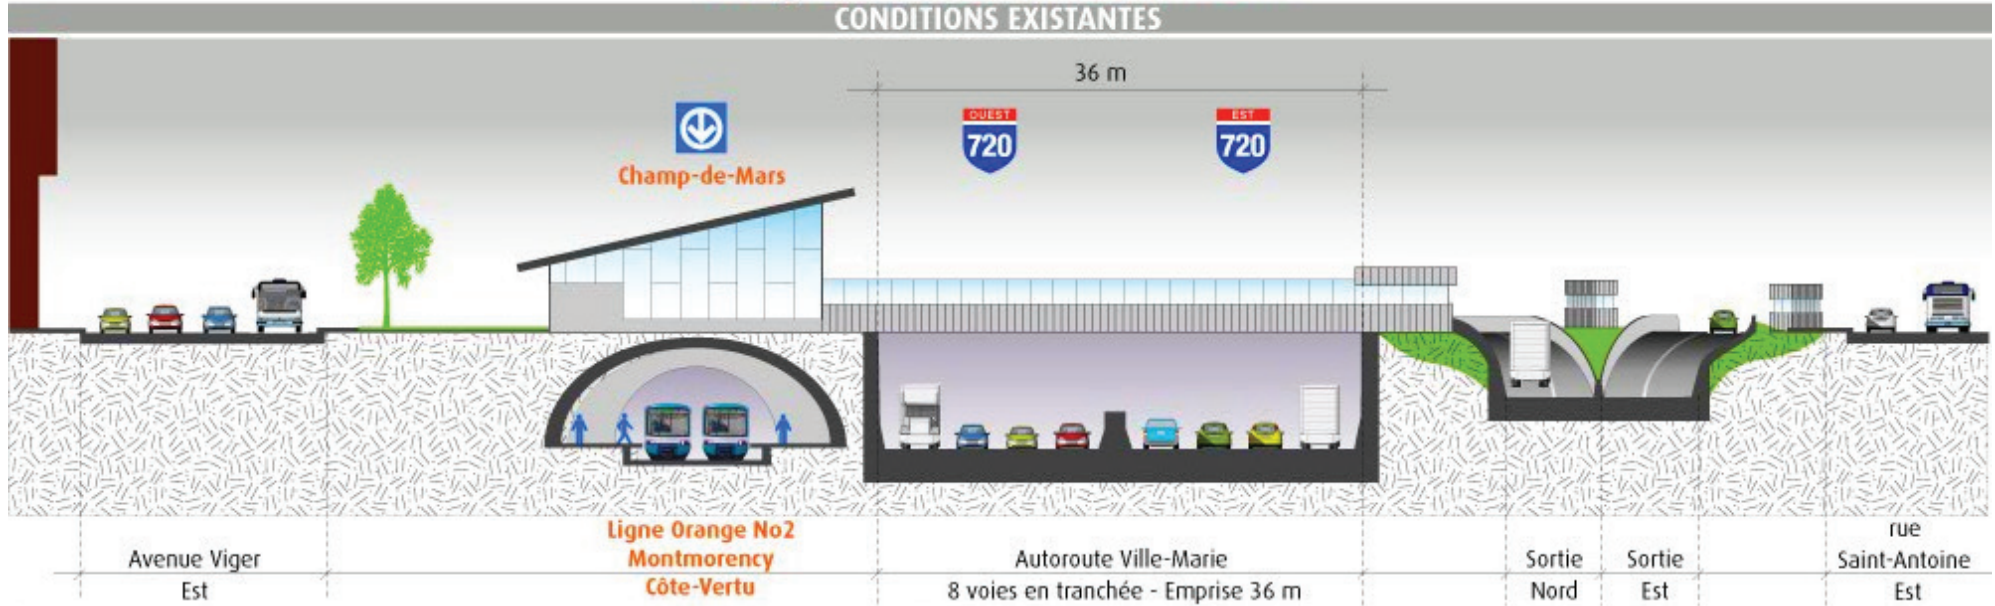 CONDITIONS EXISTANTES
36 m
OUEST
720
EST
720
Champ-de-Mars
Ligne Orange No2
Montmorency
Côte-Vertu
Avenue Viger
Est
Autoroute Ville-Marie
8 voies en tranchée - Emprise 36 m
Sortie
Nord
Sortie
Est
rue
Saint-Antoine
Est